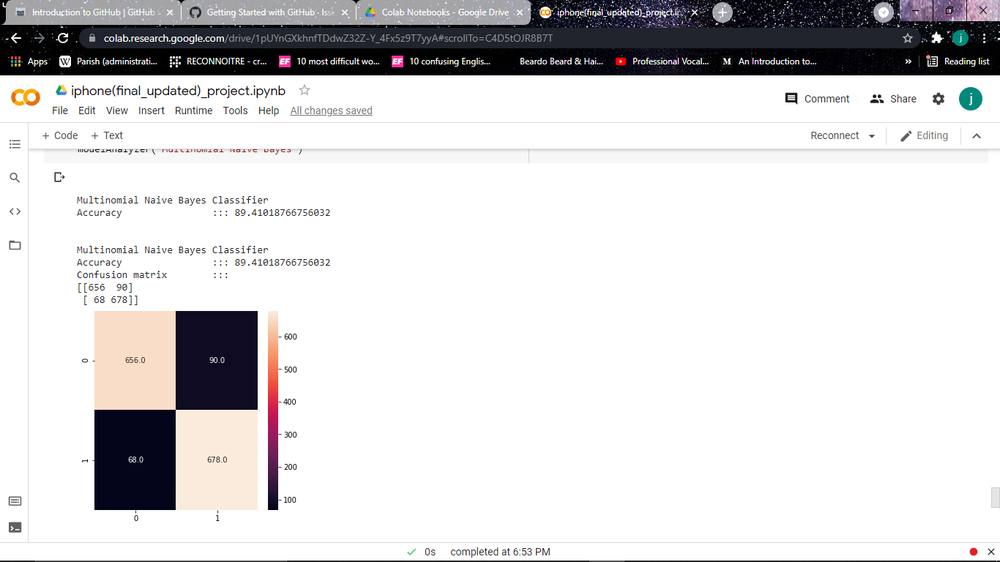 Introduction to GitHub | GitHub
Getting Started with GitHub · Iss
Colab Notebooks - Google Drive
iphone(final_updated)_project.ip
colab.research.google.com/drive/1pUYnGXkhnfTDdwZ32Z-Y_4Fx5z9T7yyA#scrollTo=C4D5tOJR8B7T
j
Apps
W
Parish (administrati...
RECONNOITRE - cr...
EF
10 most difficult wo...
EF
10 confusing Englis...
Beardo Beard & Hai...
Professional Vocal...
M
An Introduction to...
»
Reading list
iphone(final_updated)_project.ipynb
Comment
Share
j
File Edit View Insert Runtime Tools Help All changes saved
+ Code + Text
Reconnect
Editing
modelAnalyzer('Multinomial Naive Bayes')
Multinomial Naive Bayes Classifier
Accuracy ::: 89.41018766756032
Multinomial Naive Bayes Classifier
Accuracy ::: 89.41018766756032
Confusion matrix :::
[[656 90]
[ 68 678]]
600
0
656.0
90.0
500
400
300
1
68.0
678.0
200
100
0
1
0s completed at 6:53 PM